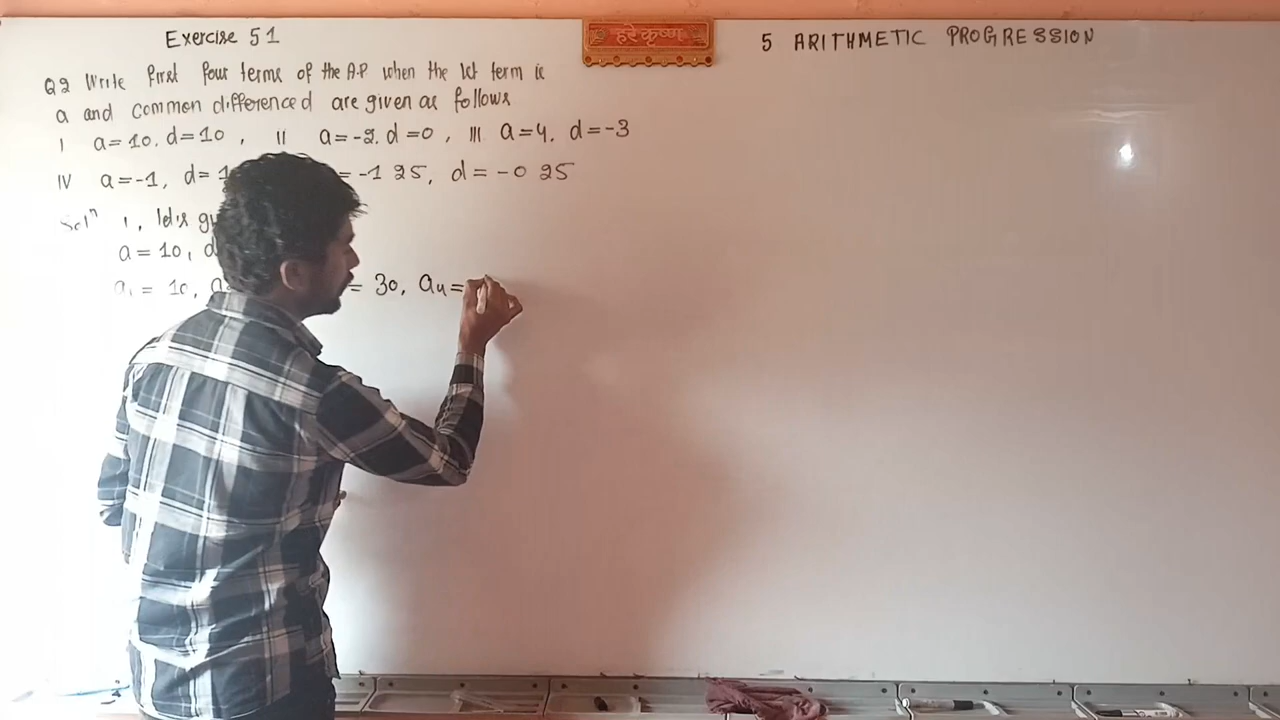 हरे कृष्ण
Exercise 5 1
5 ARITHMETIC PROGRESSION
Q2 Write first four terms of the A.P when the 1st term is
a and common difference d are given as follows
I a=10, d=10, II a=-2, d=0, III a=4, d=-3
IV a=-1, d=1 = -1 25, d= -0 25
Solⁿ 1, let's
a = 10, d
a₁ = 10, = 30, a₄=